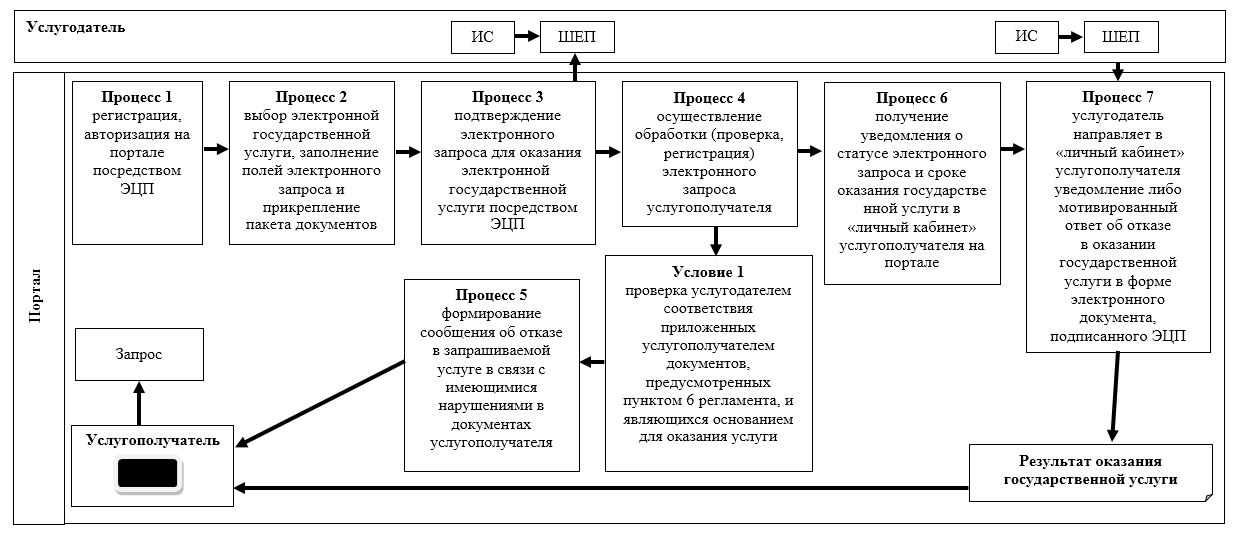 Услугодатель
ИС
ШЕП
ИС
ШЕП
Портал
Процесс 1
регистрация,
авторизация на
портале
посредством
ЭЦП
Процесс 2
выбор электронной
государственной
услуги, заполнение
полей электронного
запроса и
прикрепление
пакета документов
Процесс 3
подтверждение
электронного
запроса для оказания
электронной
государственной
услуги посредством
ЭЦП
Процесс 4
осуществление
обработки (проверка,
регистрация)
электронного
запроса
услугополучателя
Процесс 6
получение
уведомления о
статусе электронного
запроса и сроке
оказания государстве
нной услуги в
«личный кабинет»
услугополучателя на
портале
Процесс 7
услугодатель
направляет в
«личный кабинет»
услугополучателя
уведомление либо
мотивированный
ответ об отказе
в оказании
государственной
услуги в форме
электронного
документа,
подписанного ЭЦП
Условие 1
проверка услугодателем
соответствия
приложенных
услугополучателем
документов,
предусмотренных
пунктом 6 регламента, и
являющихся основанием
для оказания услуги
Процесс 5
формирование
сообщения об отказе
в запрашиваемой
услуге в связи с
имеющимися
нарушениями в
документах
услугополучателя
Запрос
Услугополучатель
Результат оказания
государственной услуги